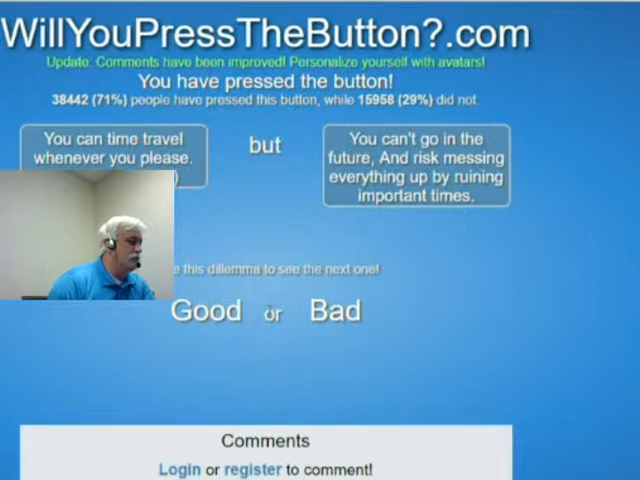 WillYouPressTheButton?.com
Update: Comments have been improved! Personalize yourself with avatars!
You have pressed the button!
38442 (71%) people have pressed this button, while 15958 (29%) did not.
You can time travel
whenever you please.
)
but
You can't go in the
future, And risk messing
everything up by ruining
important times.
this dilemma to see the next one!
Good or Bad
Comments
Login or register to comment!